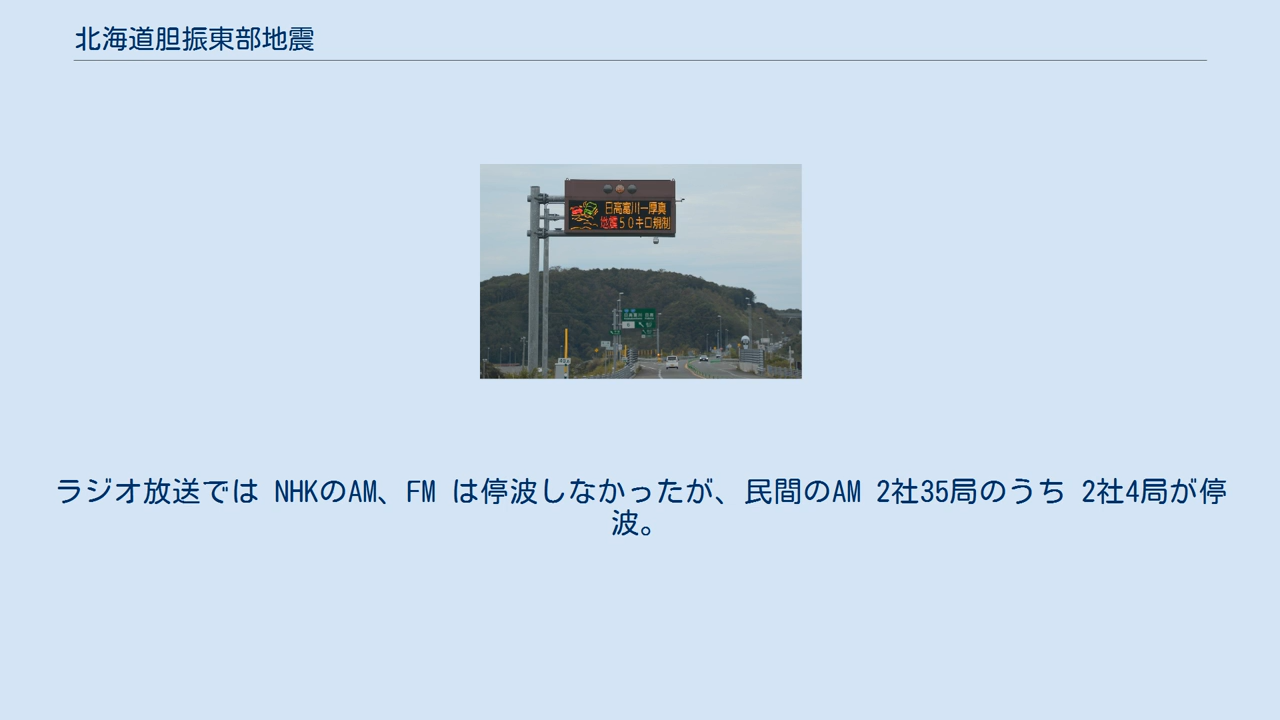 北海道胆振東部地震
日高富川ー厚真
地震50キロ規制
ラジオ放送では NHKのAM、FM は停波しなかったが、民間のAM 2社35局のうち 2社4局が停
波。